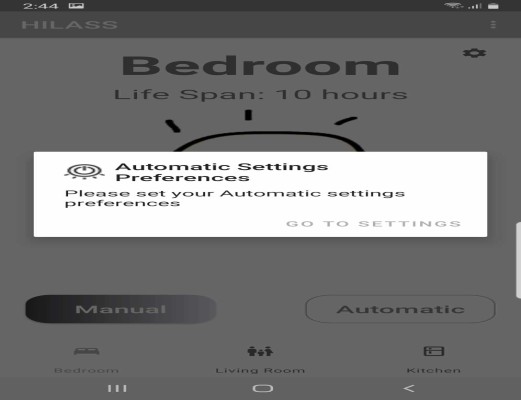 2:44
HILASS
Bedroom
Life Span: 10 hours
Automatic Settings
Preferences
Please set your Automatic settings
preferences
GO TO SETTINGS
Manual
Automatic
Bedroom
Living Room
Kitchen